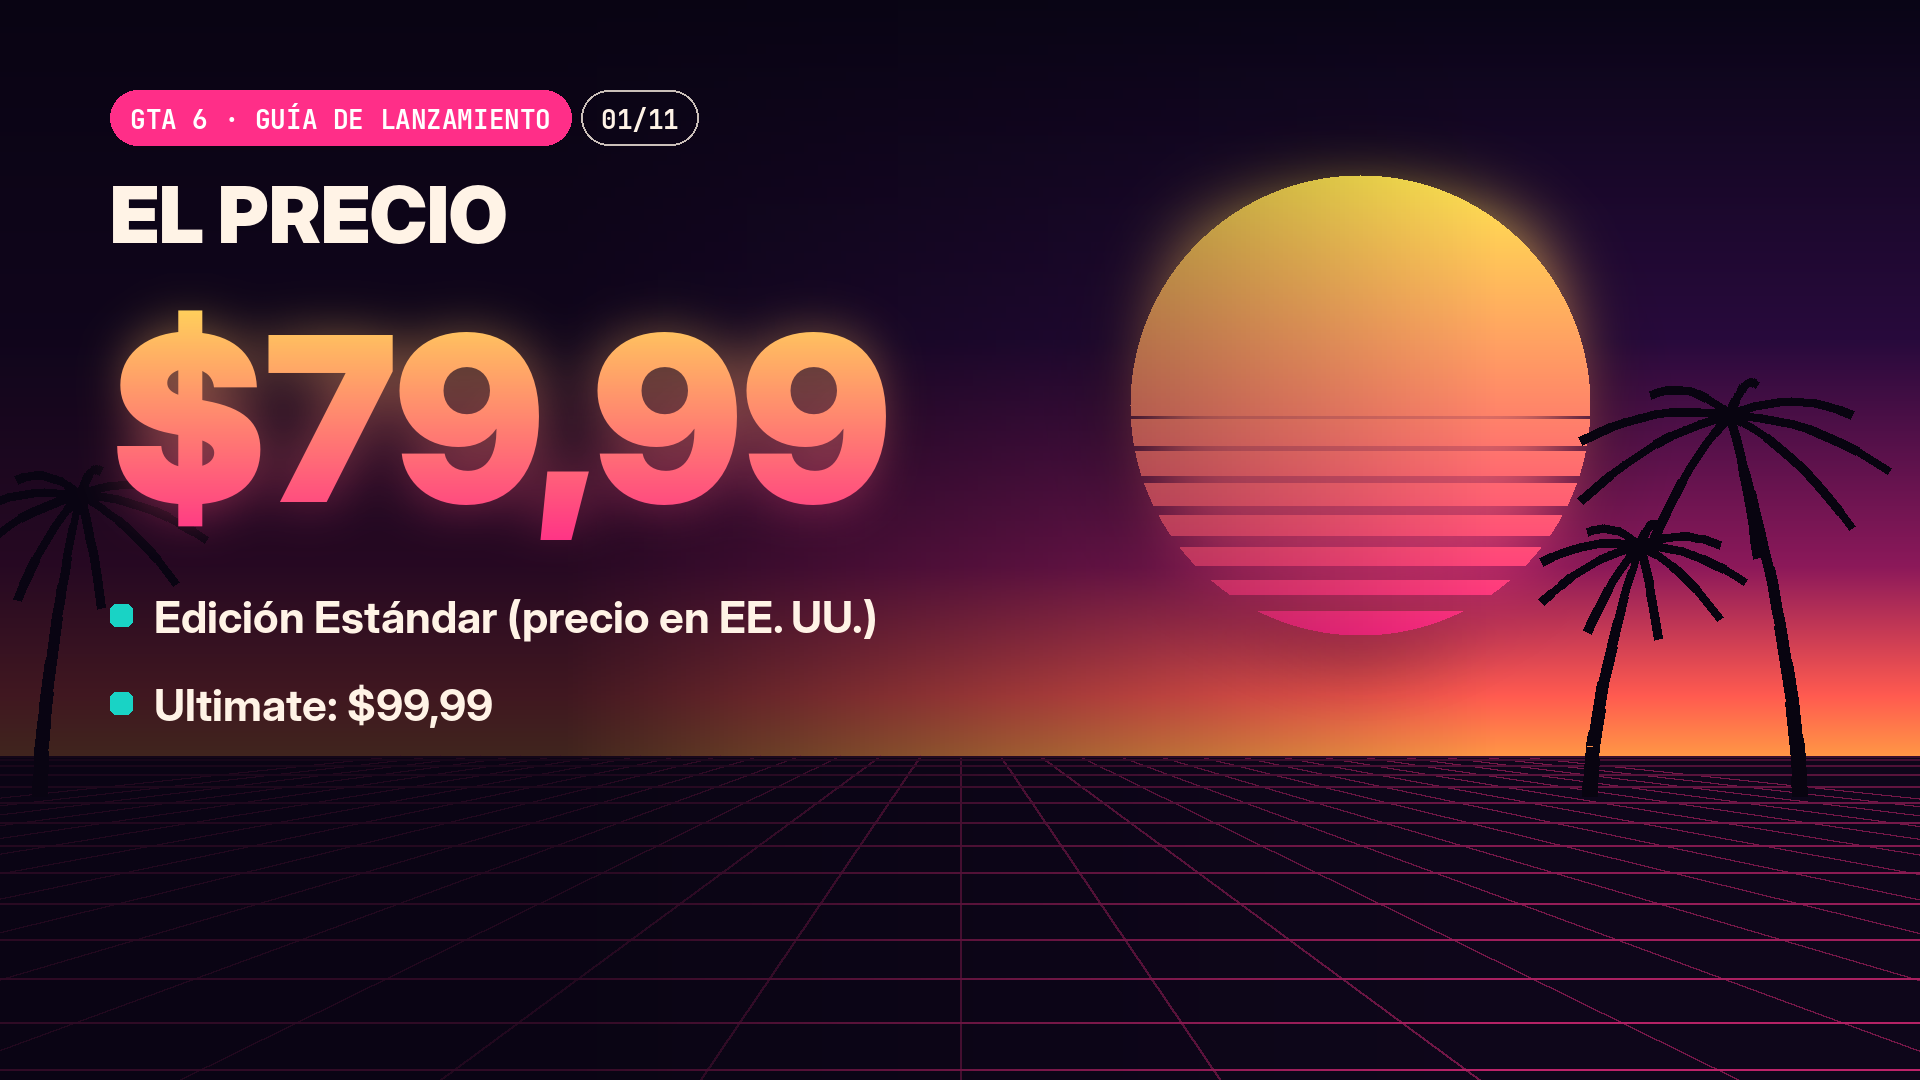 GTA 6 · GUÍA DE LANZAMIENTO 01/11
EL PRECIO
$79,99
Edición Estándar (precio en EE. UU.)
Ultimate: $99,99